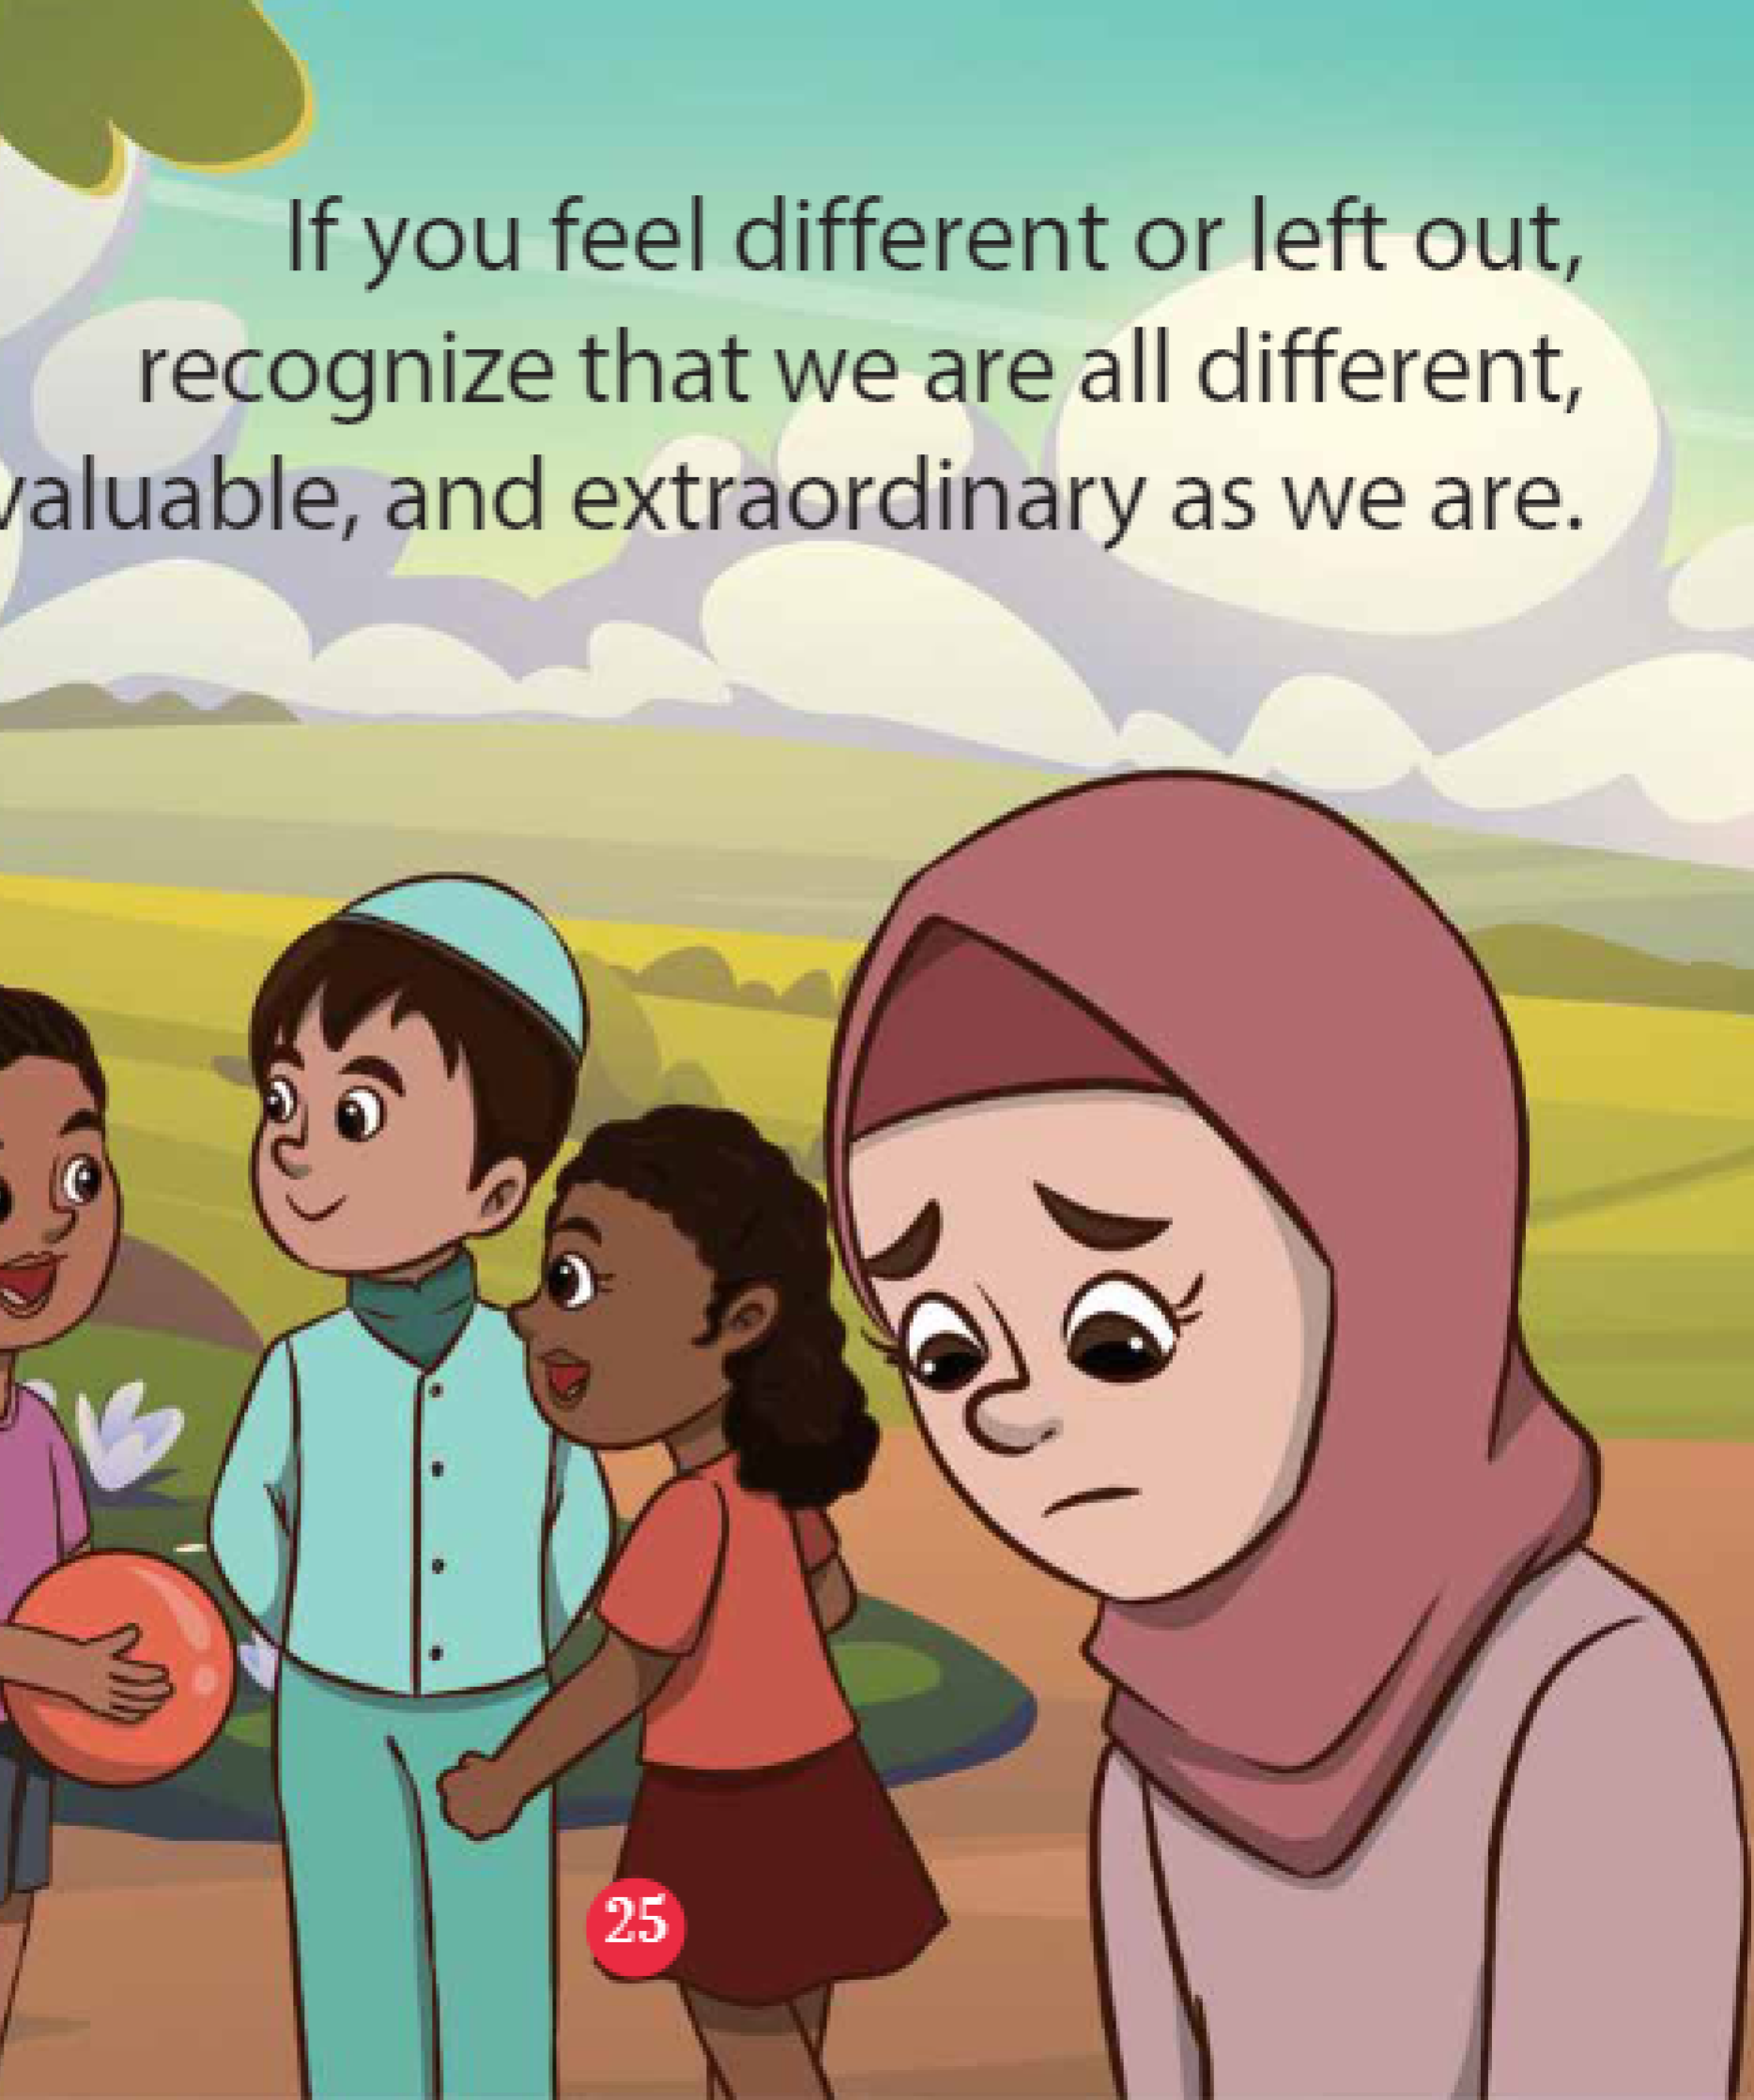 If you feel different or left out,
recognize that we are all different,
valuable, and extraordinary as we are.
25